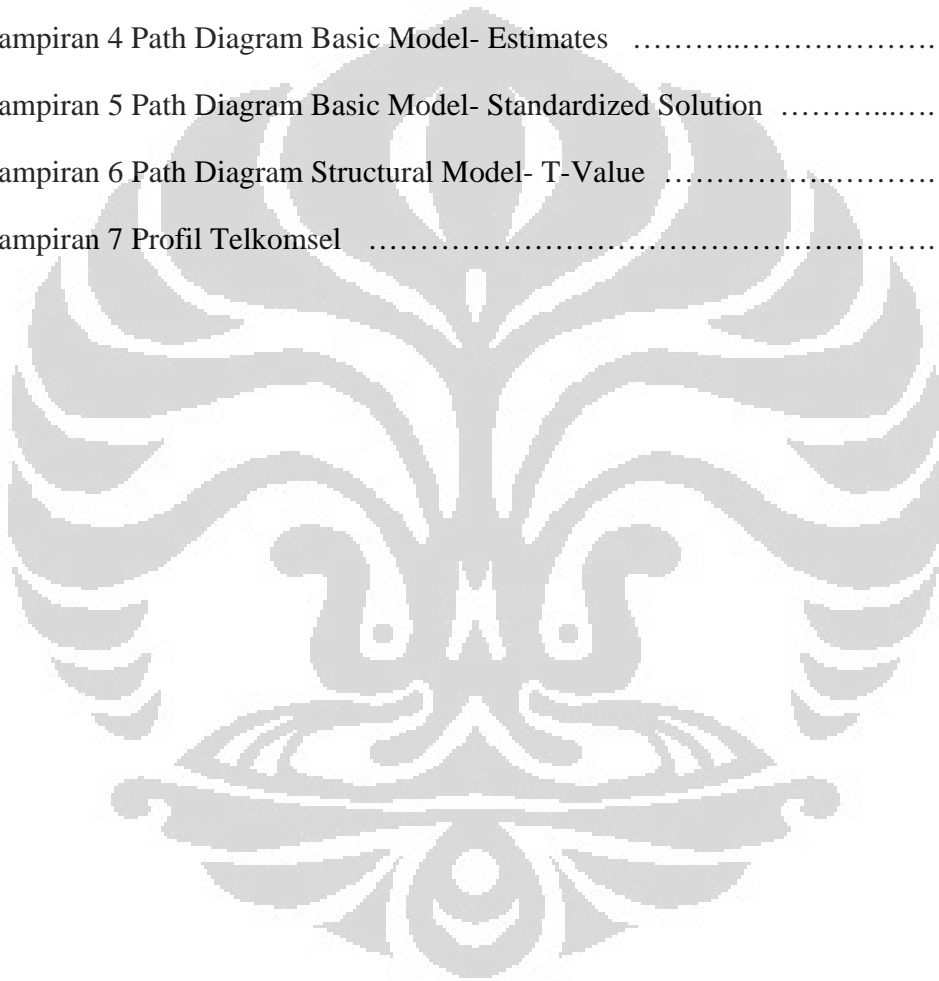 ampiran 4 Path Diagram Basic Model- Estimates ………..……………….
ampiran 5 Path Diagram Basic Model- Standardized Solution ………...….
ampiran 6 Path Diagram Structural Model- T-Value ……………..……….
ampiran 7 Profil Telkomsel ……………………………………………….